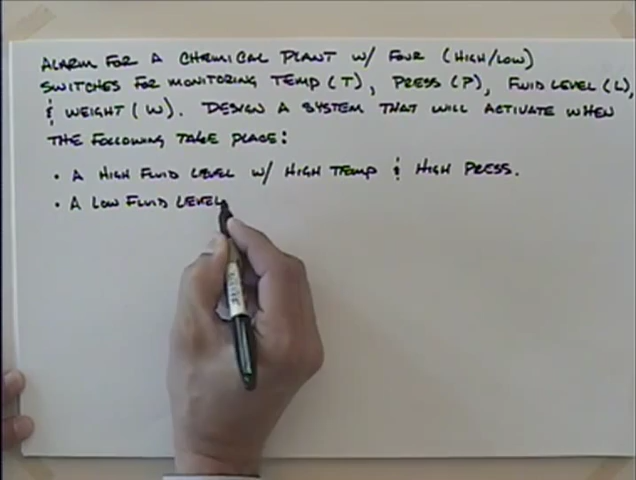 ALARM FOR A CHEMICAL PLANT W/ FOUR (HIGH/LOW)
SWITCHES FOR MONITORING TEMP (T), PRESS (P), FLUID LEVEL (L),
& WEIGHT (W). DESIGN A SYSTEM THAT WILL ACTIVATE WHEN
THE FOLLOWING TAKE PLACE:
• A HIGH FLUID LEVEL W/ HIGH TEMP & HIGH PRESS.
• A LOW FLUID LEVEL